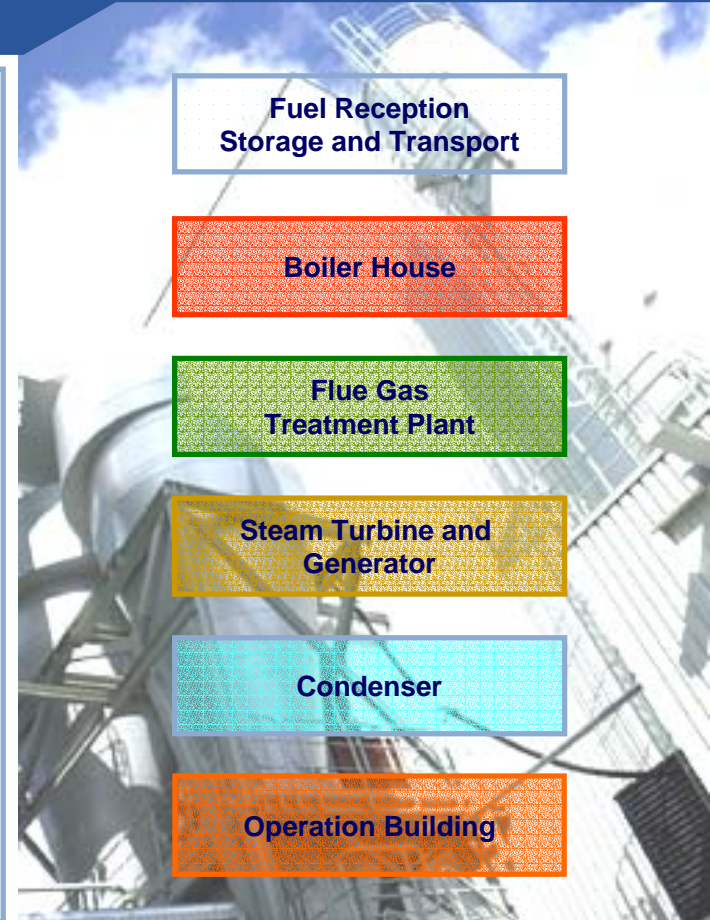 Fuel Reception
Storage and Transport
Boiler House
Flue Gas
Treatment Plant
Steam Turbine and
Generator
Condenser
Operation Building